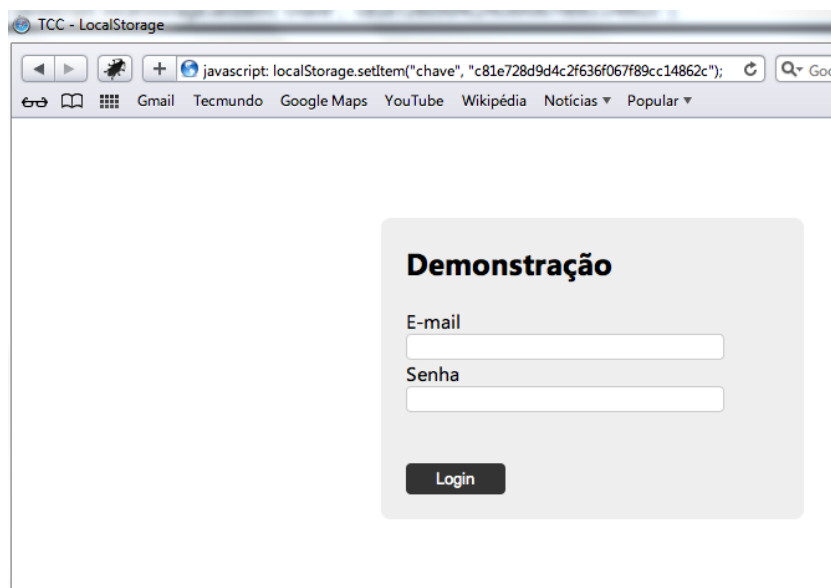 TCC - LocalStorage
javascript: localStorage.setItem("chave", "c81e728d9d4c2f636f067f89cc14862c");
Gmail Tecmundo Google Maps YouTube Wikipédia Notícias Popular
Demonstração
E-mail
Senha
Login